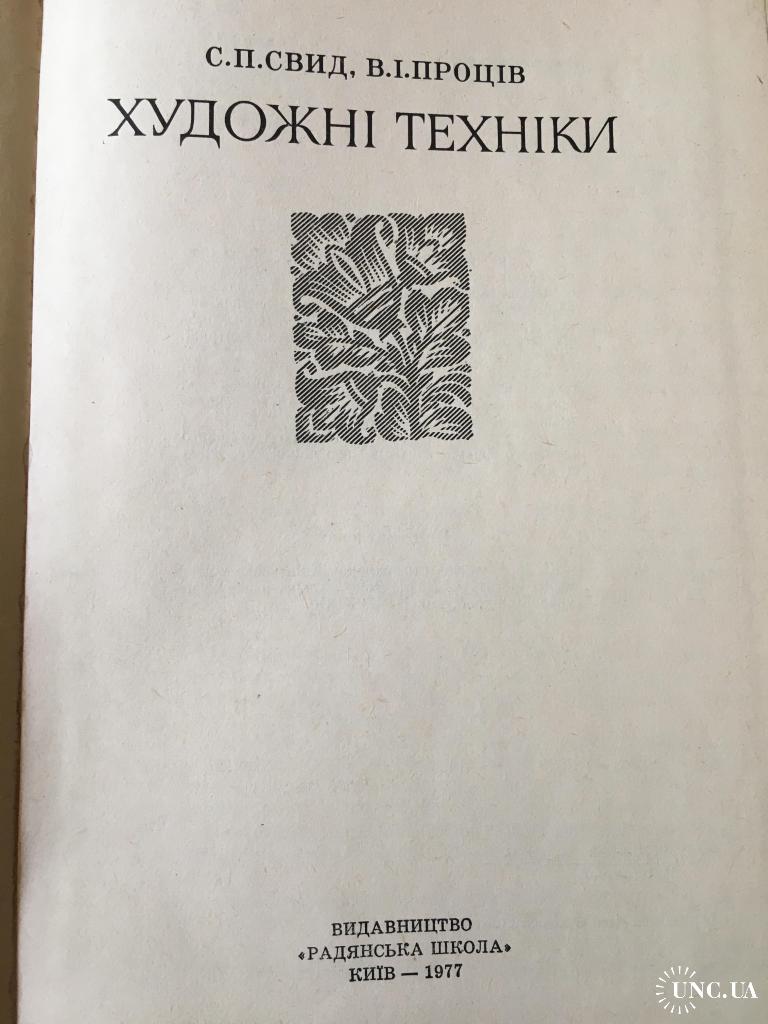 С.П.СВИД, В.І.ПРОЦІВ
ХУДОЖНІ ТЕХНІКИ
ВИДАВНИЦТВО
«РАДЯНСЬКА ШКОЛА»
КИЇВ — 1977
UNC.UA